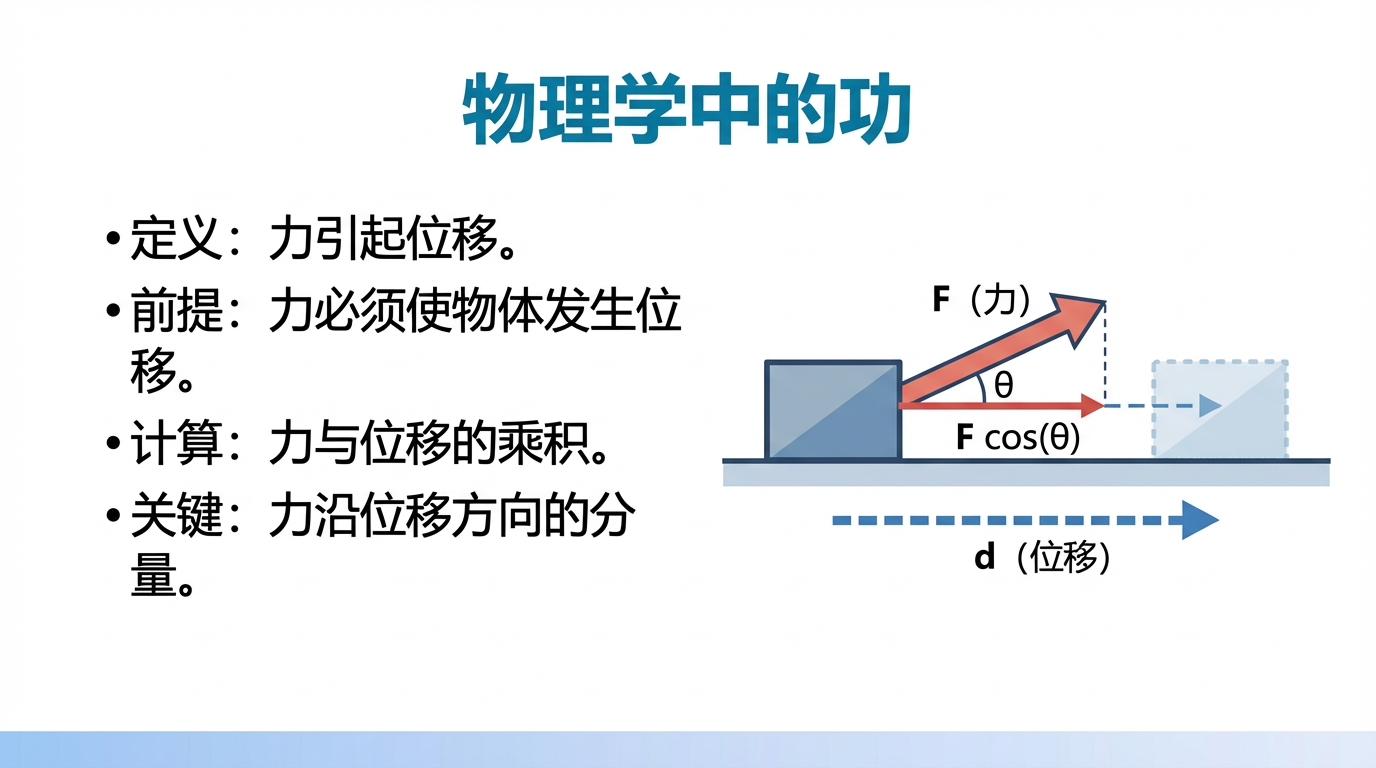 物理学中的功
•定义：力引起位移。
•前提：力必须使物体发生位
移。
•计算：力与位移的乘积。
•关键：力沿位移方向的分
量。
F（力）
θ
F cos(θ)
d（位移）